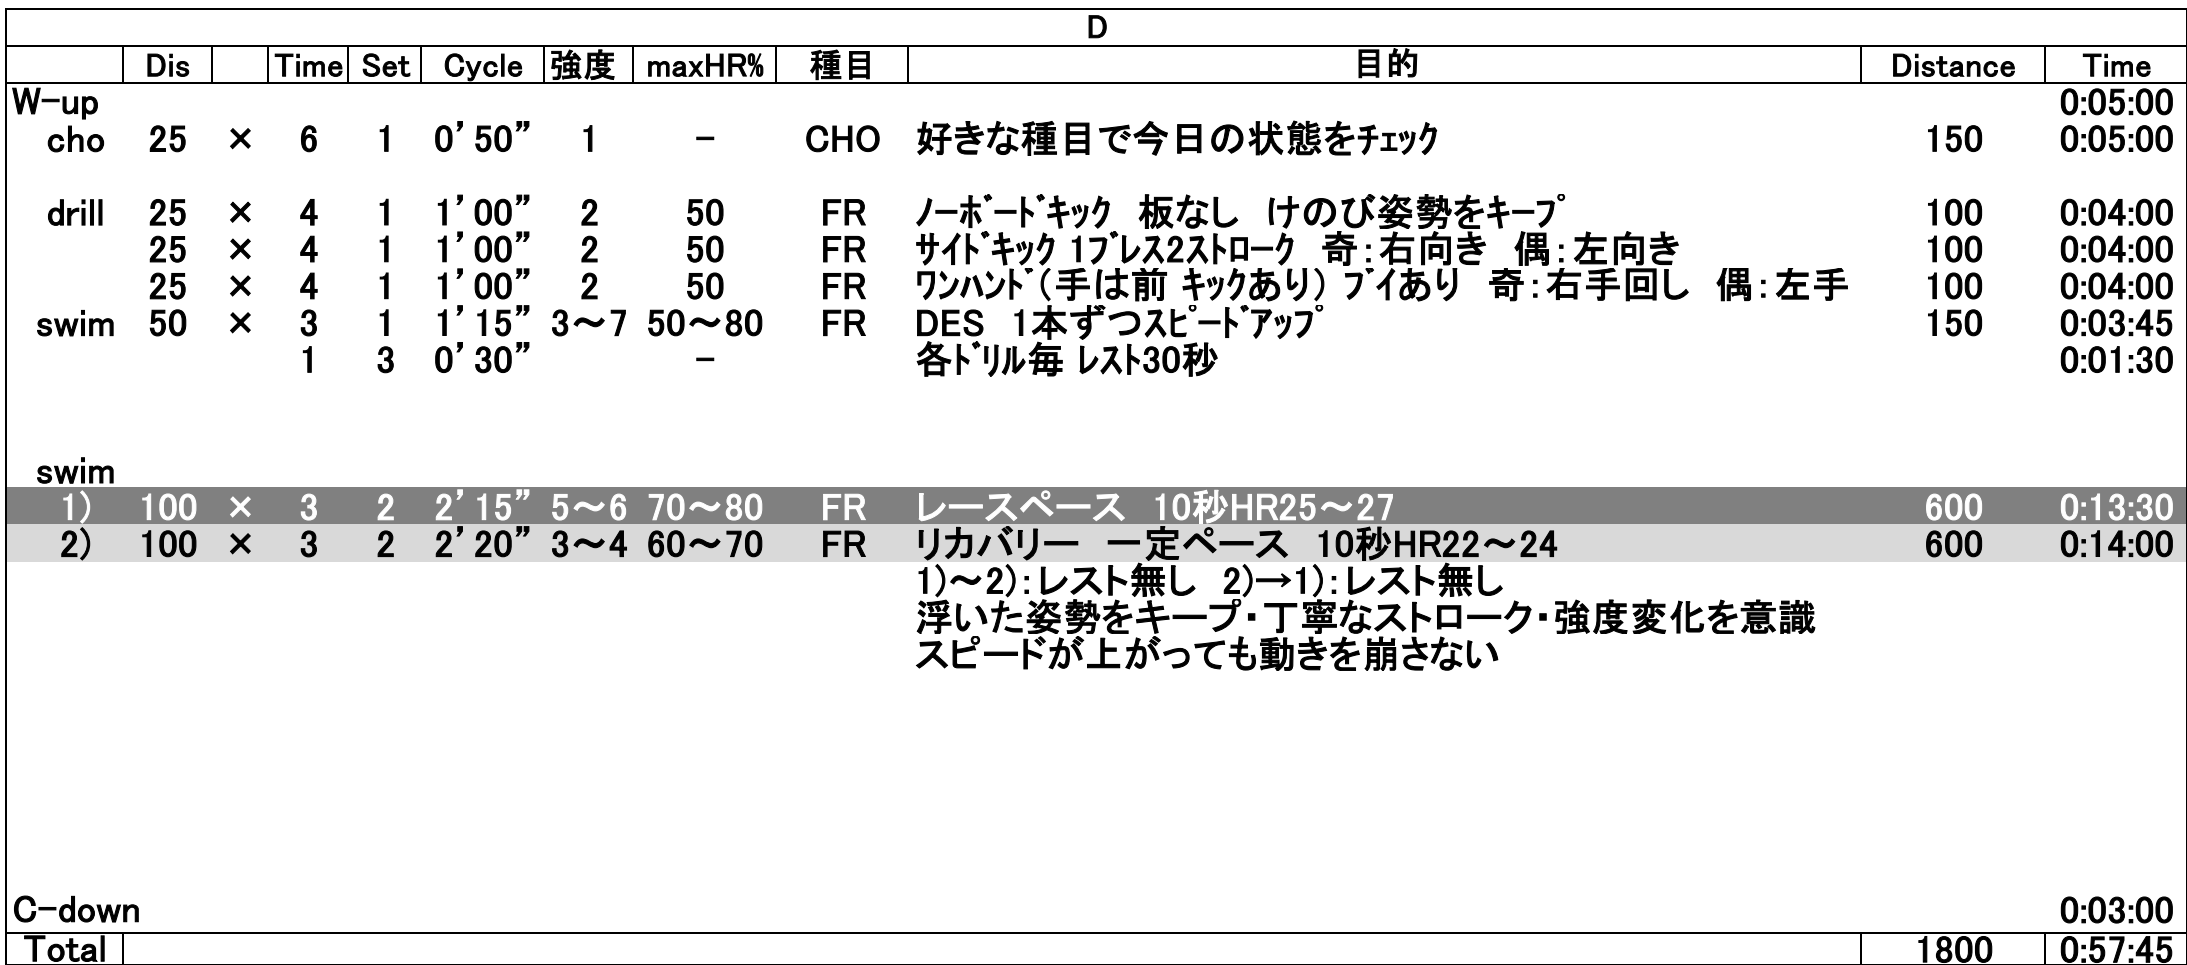 D
Dis Time Set Cycle 強度 maxHR% 種目 目的 Distance Time
W-up 0:05:00
cho 25 × 6 1 0’50” 1 - CHO 好きな種目で今日の状態をﾁｪｯｸ 150 0:05:00
drill 25 × 4 1 1’00” 2 50 FR ﾉｰﾎﾞｰﾄﾞｷｯｸ 板なし けのび姿勢をｷｰﾌﾟ 100 0:04:00
25 × 4 1 1’00” 2 50 FR ｻｲﾄﾞｷｯｸ 1ﾌﾞﾚｽ2ｽﾄﾛｰｸ 奇：右向き 偶：左向き 100 0:04:00
25 × 4 1 1’00” 2 50 FR ﾜﾝﾊﾝﾄﾞ（手は前 ｷｯｸあり）ﾌﾞｲあり 奇：右手回し 偶：左手 100 0:04:00
swim 50 × 3 1 1’15” 3～7 50～80 FR DES 1本ずつｽﾋﾟｰﾄﾞｱｯﾌﾟ 150 0:03:45
1 3 0’30” - 各ﾄﾞﾘﾙ毎 ﾚｽﾄ30秒 0:01:30
swim
1) 100 × 3 2 2’15” 5～6 70～80 FR レースペース 10秒HR25～27 600 0:13:30
2) 100 × 3 2 2’20” 3～4 60～70 FR リカバリー 一定ペース 10秒HR22～24 600 0:14:00
1)～2)：レスト無し 2)→1)：レスト無し
浮いた姿勢をキープ・丁寧なストローク・強度変化を意識
スピードが上がっても動きを崩さない
C-down 0:03:00
Total 1800 0:57:45